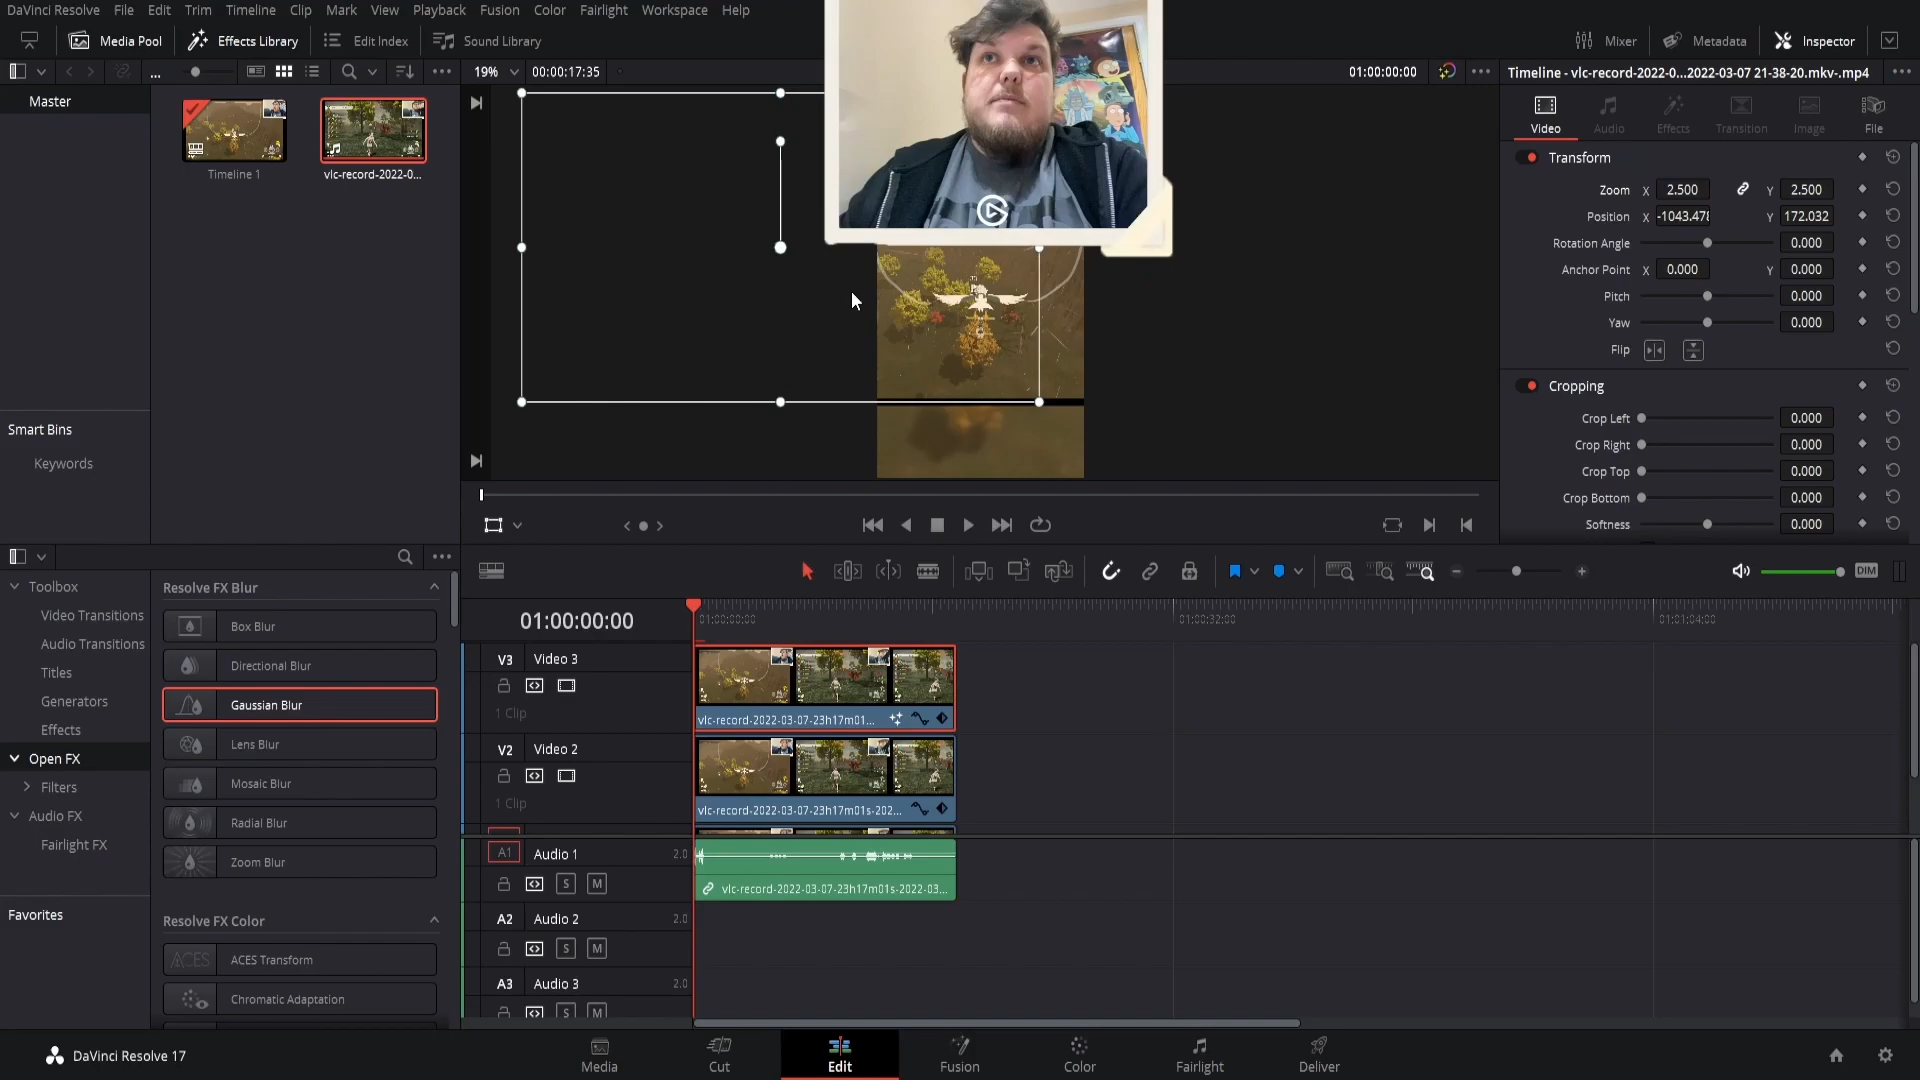 DaVinci Resolve File Edit Trim Timeline Clip Mark View Playback Fusion Color Fairlight Workspace Help
Media Pool Effects Library Edit Index Sound Library Mixer Metadata Inspector
... 19% 00:00:17:35 01:00:00:00 Timeline - vlc-record-2022-0...2022-03-07 21-38-20.mkv-.mp4
Master
Timeline 1 vlc-record-2022-0...
Smart Bins
Keywords
Video Audio Effects Transition Image File
Transform
Zoom X 2.500 Y 2.500
Position X -1043.478 Y 172.032
Rotation Angle 0.000
Anchor Point X 0.000 Y 0.000
Pitch 0.000
Yaw 0.000
Flip
Cropping
Crop Left 0.000
Crop Right 0.000
Crop Top 0.000
Crop Bottom 0.000
Softness 0.000
Toolbox
Video Transitions
Audio Transitions
Titles
Generators
Effects
Open FX
Filters
Audio FX
Fairlight FX
Favorites
Resolve FX Blur
Box Blur
Directional Blur
Gaussian Blur
Lens Blur
Mosaic Blur
Radial Blur
Zoom Blur
Resolve FX Color
ACES ACES Transform
Chromatic Adaptation
DIM
01:00:00:00 01:00:00:00 01:00:32:00 01:01:04:00
V3 Video 3
1 Clip
vlc-record-2022-03-07-23h17m01...
V2 Video 2
1 Clip
vlc-record-2022-03-07-23h17m01s-202...
A1 Audio 1 2.0
S M
vlc-record-2022-03-07-23h17m01s-2022-03...
A2 Audio 2 2.0
S M
A3 Audio 3 2.0
S M
DaVinci Resolve 17 Media Cut Edit Fusion Color Fairlight Deliver